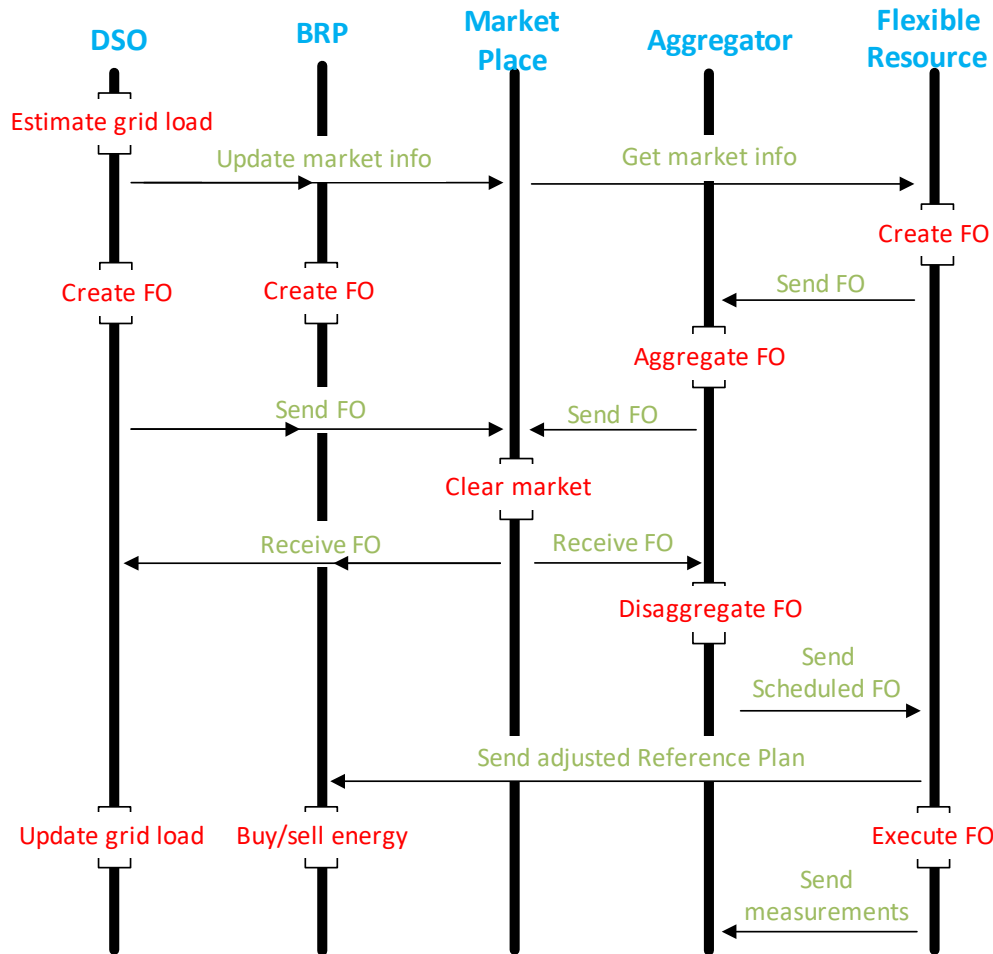 DSO
BRP
Market
Place
Aggregator
Flexible
Resource
Estimate grid load
Update market info
Get market info
Create FO
Create FO
Create FO
Send FO
Aggregate FO
Send FO
Send FO
Clear market
Receive FO
Receive FO
Disaggregate FO
Send
Scheduled FO
Send adjusted Reference Plan
Update grid load
Buy/sell energy
Execute FO
Send
measurements